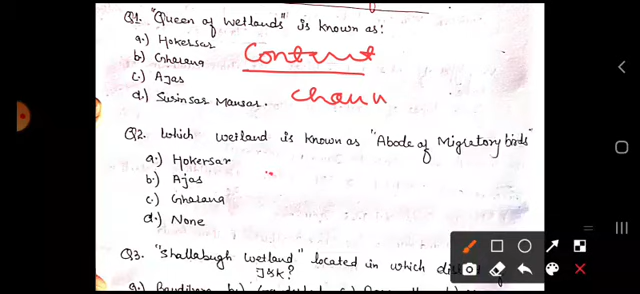 Q1. "Queen of Wetlands" is known as:
a.) Hokersar
b) Gharana
c.) Ajas
d.) Surinsar Mansar.
Content
Q2. Which wetland is known as "Abode of Migratory birds"
a.) Hokersar
b.) Ajas
c.) Gharana
d.) None
Q3. "Shallabugh wetland" located in which
J&K?
a.) Bandipora b.)